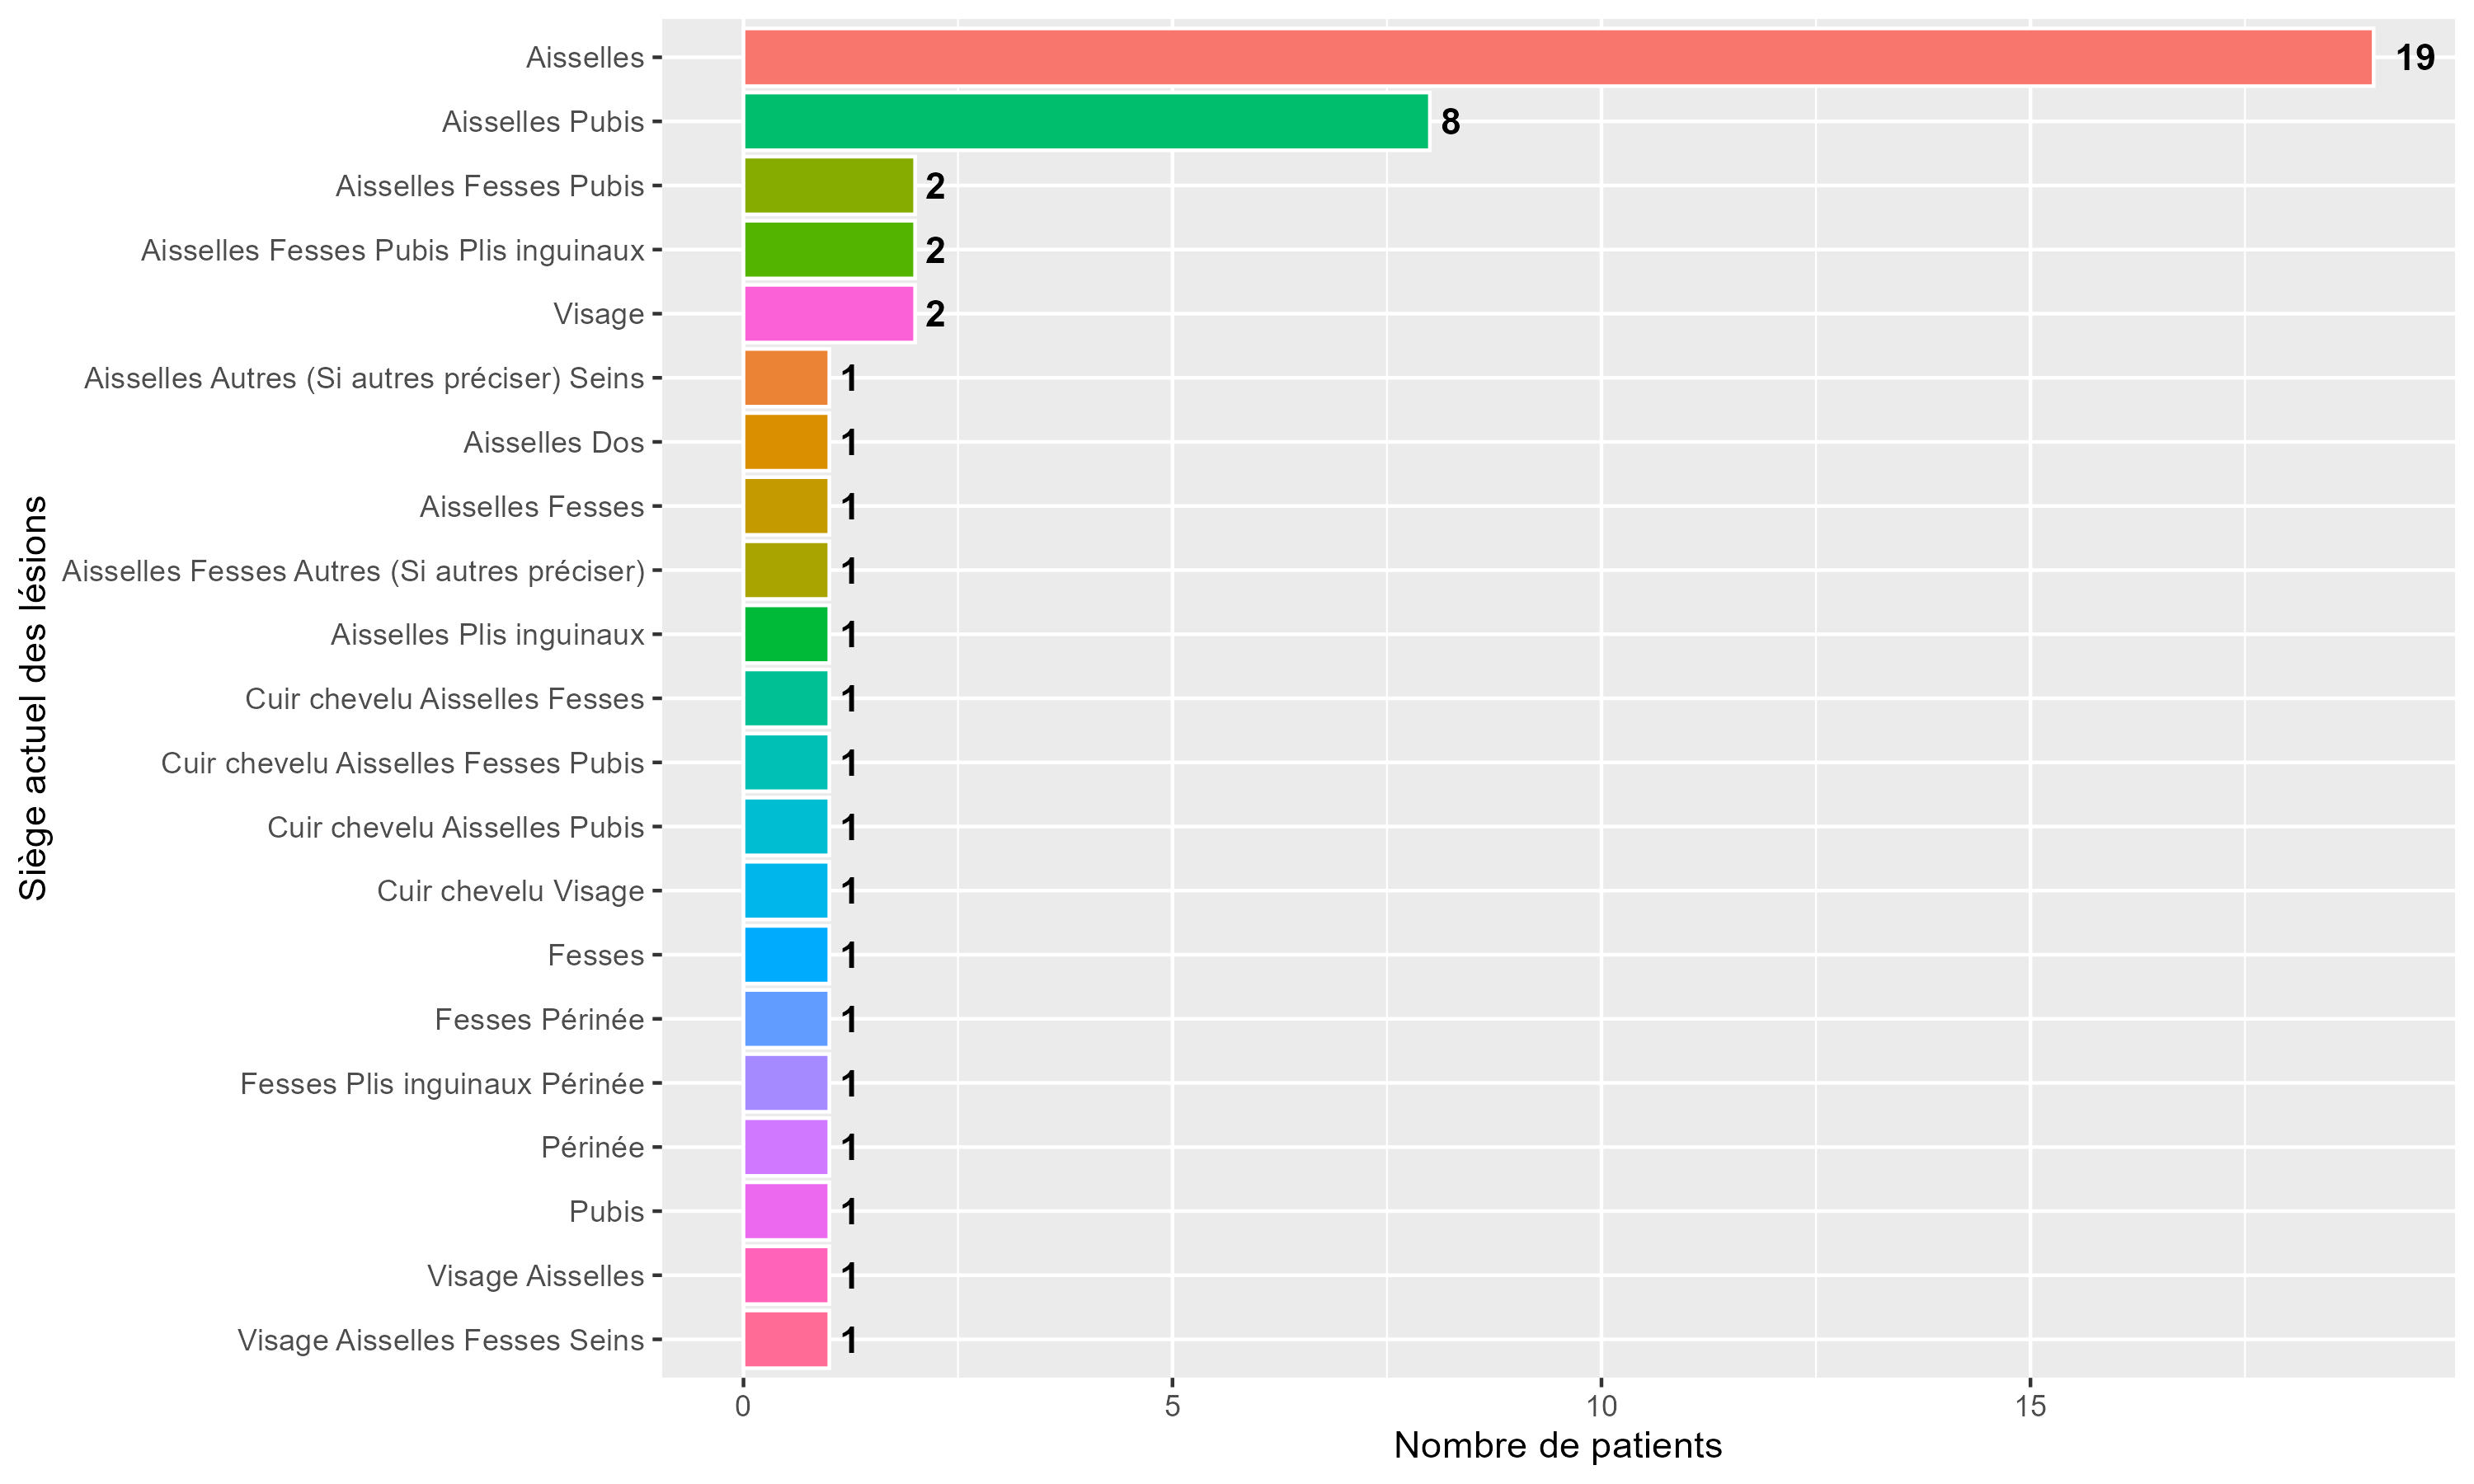 Aisselles 19
Aisselles Pubis 8
Aisselles Fesses Pubis 2
Aisselles Fesses Pubis Plis inguinaux 2
Visage 2
Aisselles Autres (Si autres préciser) Seins 1
Aisselles Dos 1
Aisselles Fesses 1
Aisselles Fesses Autres (Si autres préciser) 1
Aisselles Plis inguinaux 1
Cuir chevelu Aisselles Fesses 1
Cuir chevelu Aisselles Fesses Pubis 1
Cuir chevelu Aisselles Pubis 1
Cuir chevelu Visage 1
Fesses 1
Fesses Périnée 1
Fesses Plis inguinaux Périnée 1
Périnée 1
Pubis 1
Visage Aisselles 1
Visage Aisselles Fesses Seins 1
0 5 10 15
Nombre de patients
Siège actuel des lésions